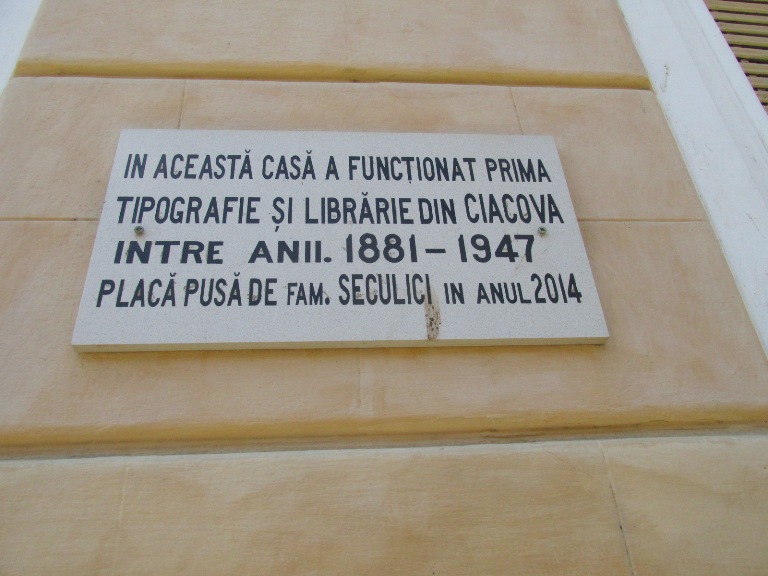 IN ACEASTĂ CASĂ A FUNCȚIONAT PRIMA
TIPOGRAFIE ȘI LIBRĂRIE DIN CIACOVA
INTRE ANII. 1881-1947
PLACĂ PUSĂ DE FAM. SECULICI IN ANUL 2014